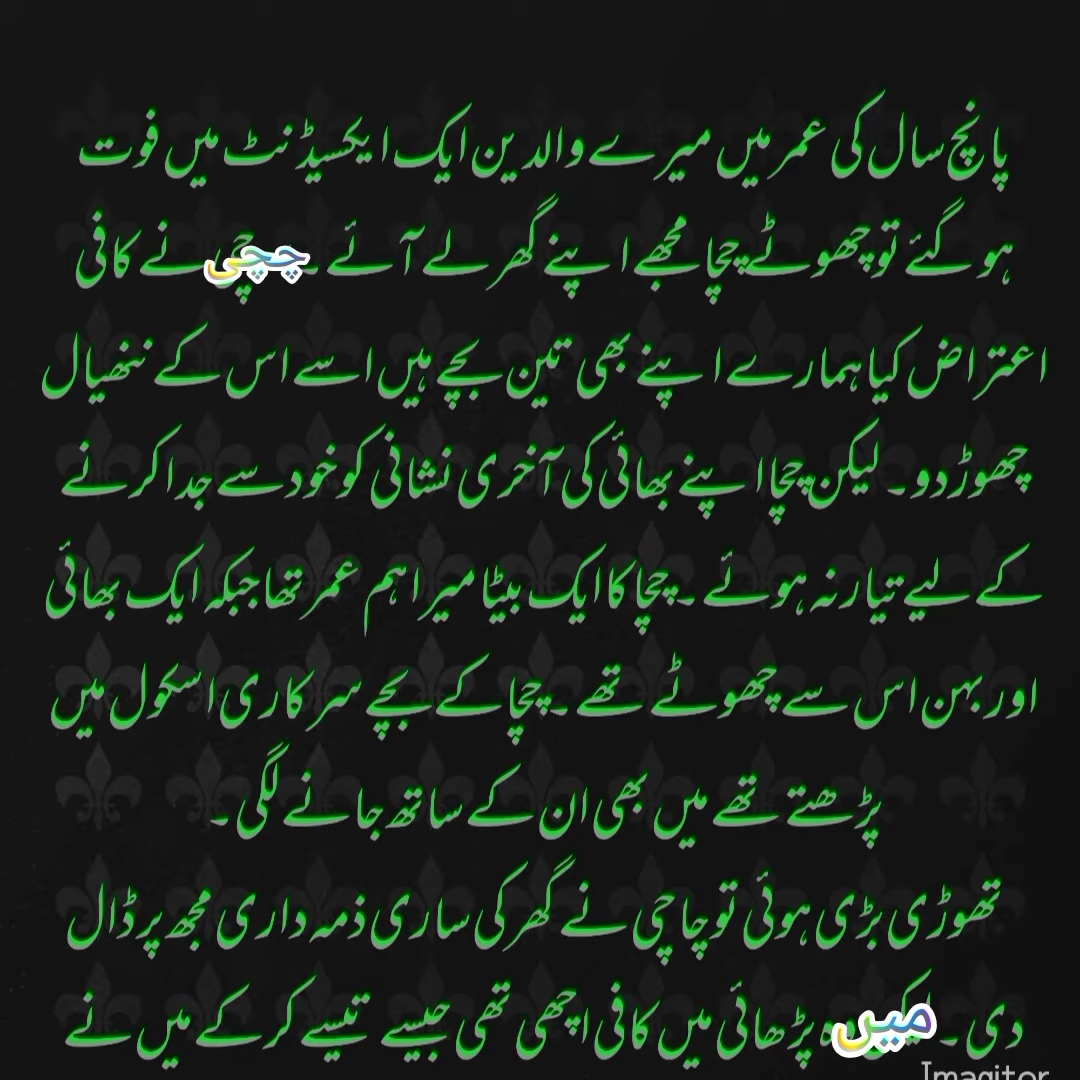 پانچ سال کی عمر میں میرے والدین ایک ایکسیڈنٹ میں فوت
ہو گئے تو چھوٹے چچا مجھے اپنے گھر لے آئے ۔ چچی نے کافی
اعتراض کیا ہمارے اپنے بھی تین بچے ہیں اسے اس کے ننھیال
چھوڑ دو۔ لیکن چچا اپنے بھائی کی آخری نشانی کو خود سے جدا کرنے
کے لیے تیار نہ ہوئے ۔ چچا کا ایک بیٹا میرا ہم عمر تھا جبکہ ایک بھائی
اور بہن اس سے چھوٹے تھے ۔ چچا کے بچے سرکاری اسکول میں
پڑھتے تھے میں بھی ان کے ساتھ جانے لگی ۔
تھوڑی بڑی ہوئی تو چاچی نے گھر کی ساری ذمہ داری مجھ پر ڈال
دی ۔ میں پڑھائی میں کافی اچھی تھی جیسے تیسے کر کے میں نے
Imagitor